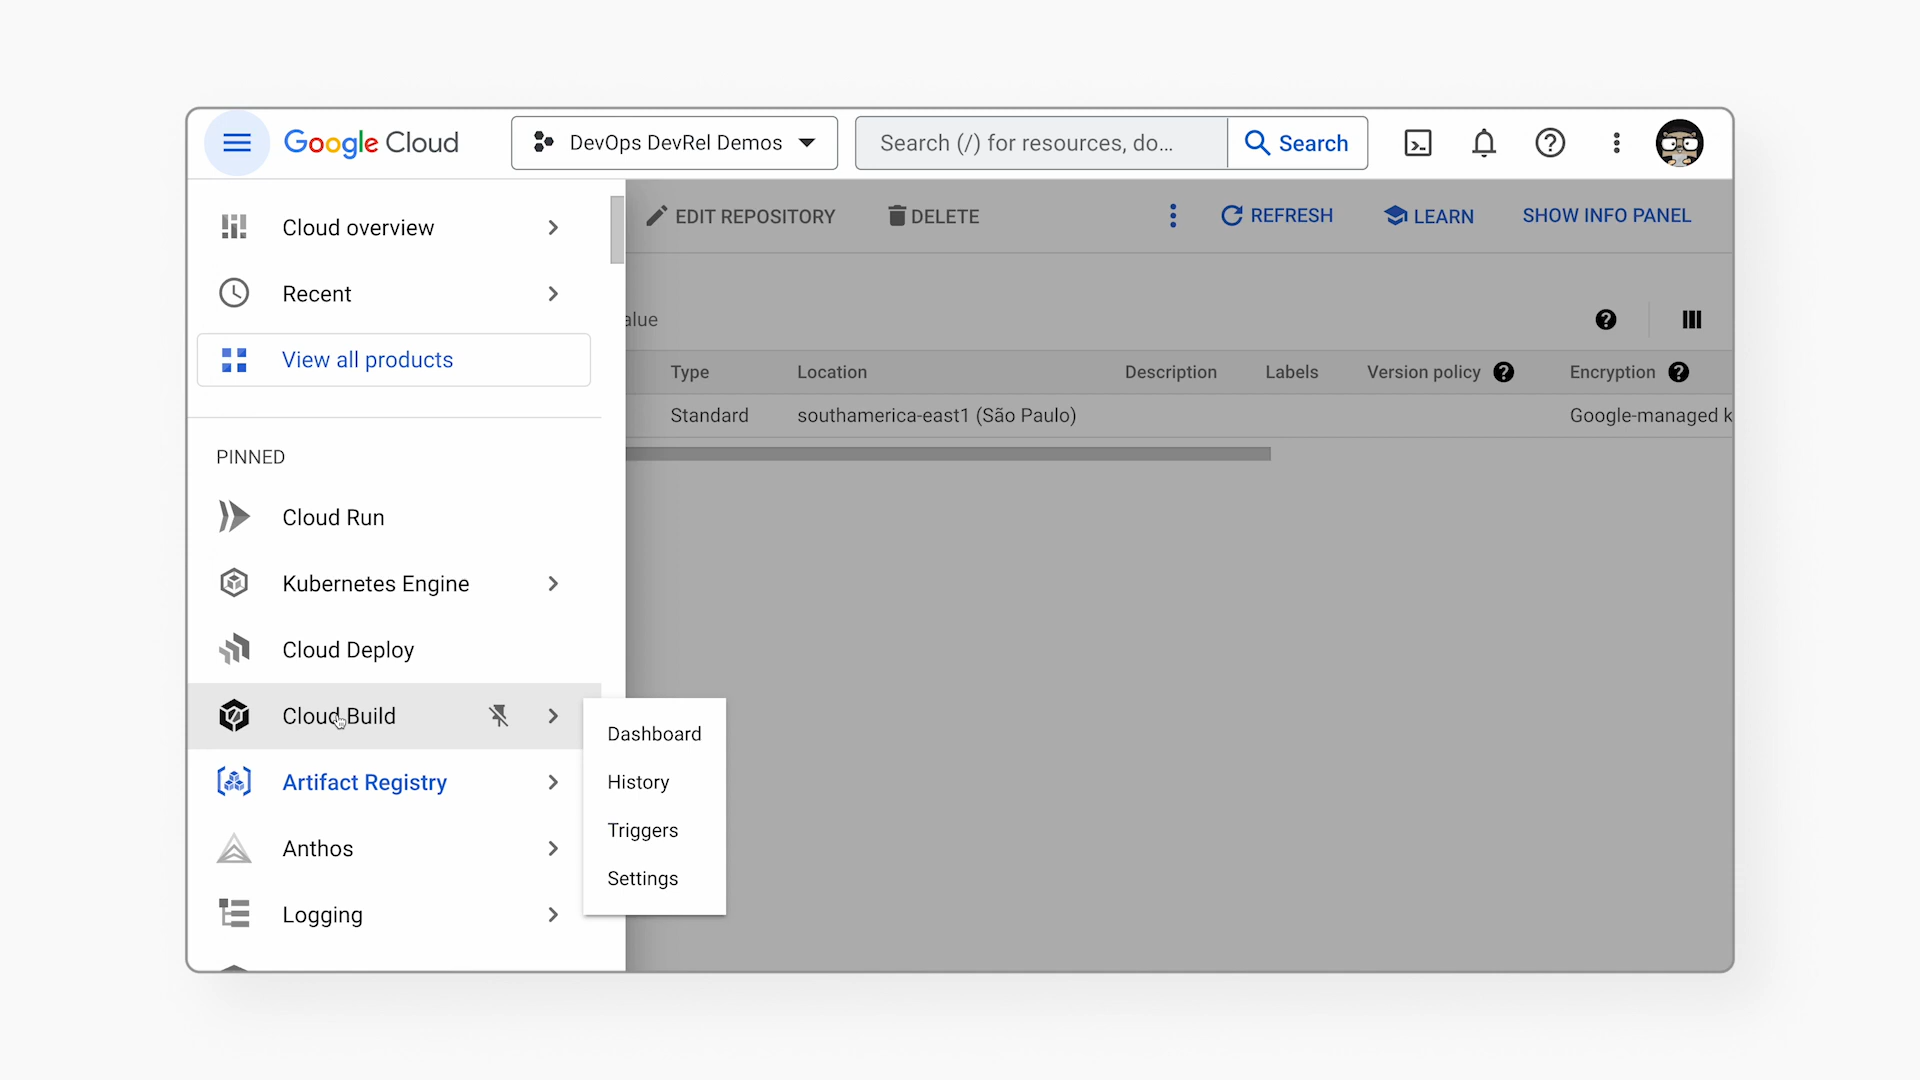 Google Cloud
DevOps DevRel Demos
Search (/) for resources, do...
Search
Cloud overview
Recent
View all products
PINNED
Cloud Run
Kubernetes Engine
Cloud Deploy
Cloud Build
Artifact Registry
Anthos
Logging
Dashboard
History
Triggers
Settings
EDIT REPOSITORY
DELETE
REFRESH
LEARN
SHOW INFO PANEL
alue
Type Location Description Labels Version policy Encryption
Standard southamerica-east1 (São Paulo) Google-managed k